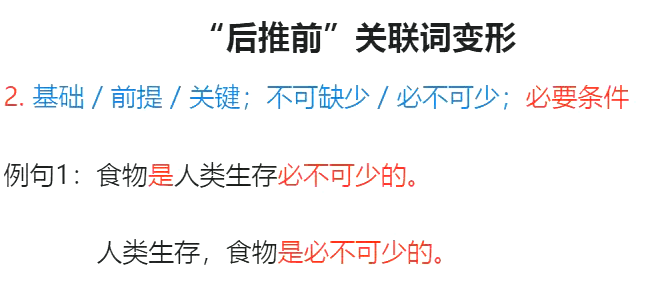 “后推前”关联词变形
2. 基础 / 前提 / 关键；不可缺少 / 必不可少；必要条件
例句1：食物是人类生存必不可少的。
人类生存，食物是必不可少的。